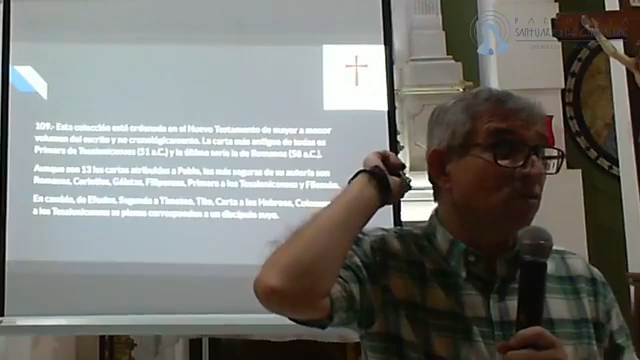 PARROQUIA
109.- Esta colección está ordenada en el Nuevo Testamento de mayor a menor
volumen del escrito y no cronológicamente. La carta más antigua de todas es
Primera de Tesalonicenses (51 a.C.) y la última sería la de Romanos (58 a.C.).
Aunque son 13 las cartas atribuidas a Pablo, las más seguras de su autoría son
Romanos, Corintios, Gálatas, Filipenses, Primera a los Tesalonicenses y Filemón.
En cambio, de Efesios, Segunda a Timoteo, Tito, Carta a los Hebreos,
a los Tesalonicenses se piensa corresponden a un discípulo suyo.